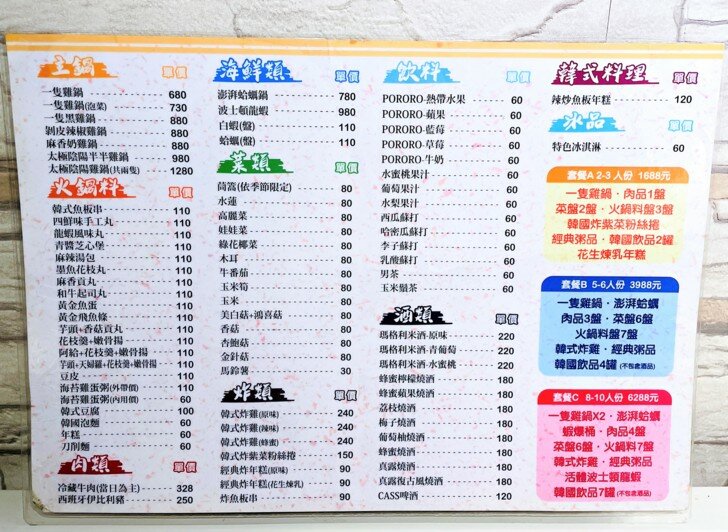 主鍋 單價
一隻雞鍋 680
一隻雞鍋(泡菜) 730
一隻黑雞鍋 880
剝皮辣椒雞鍋 880
麻香奶雞鍋 880
太極陰陽半半雞鍋 980
太極陰陽雞鍋(共兩隻) 1280
火鍋料 單價
韓式魚板串 110
四鮮味手工丸 110
龍蝦風味丸 110
青醬芝心堡 110
麻辣湯包 110
墨魚花枝丸 110
麻香貢丸 110
和牛起司丸 110
黃金魚蛋 110
黃金飛魚條 110
芋頭+香菇貢丸 110
花枝羹+嫩骨揚 110
阿給+花枝羹+嫩骨揚 110
芋頭+天婦羅+花枝羹 110
豆皮 110
海苔雞蛋粥(外帶價) 110
海苔雞蛋粥(內用價) 60
韓式豆腐 100
韓國泡麵 60
年糕 60
刀削麵 60
肉類 單價
冷藏牛肉(當日為主) 328
西班牙伊比利豬 250
海鮮類 單價
澎湃蛤蠣鍋 780
波士頓龍蝦 980
白蝦(盤) 110
蛤蠣(盤) 110
菜類 單價
茼蒿(依季節限定) 80
水蓮 80
高麗菜 80
娃娃菜 80
綠花椰菜 80
木耳 80
牛番茄 80
玉米筍 80
玉米 80
美白菇+鴻喜菇 80
香菇 80
杏鮑菇 80
金針菇 80
馬鈴薯 30
炸類 單價
韓式炸雞(原味) 240
韓式炸雞(辣味) 240
韓式炸雞(蜂蜜) 240
韓式炸紫菜粉絲捲 150
經典炸年糕(原味) 90
經典炸年糕(花生煉乳) 90
炸魚板串 90
飲料 單價
PORORO-熱帶水果 60
PORORO-蘋果 60
PORORO-藍莓 60
PORORO-草莓 60
PORORO-牛奶 60
水蜜桃果汁 60
葡萄果汁 60
水梨果汁 60
西瓜蘇打 60
哈密瓜蘇打 60
李子蘇打 60
乳酸蘇打 60
男茶 60
玉米鬚茶 60
酒類 單價
瑪格利米酒-原味 220
瑪格利米酒-青葡萄 220
瑪格利米酒-水蜜桃 220
蜂蜜檸檬燒酒 180
蜂蜜蘋果燒酒 180
荔枝燒酒 180
梅子燒酒 180
葡萄柚燒酒 180
蜂蜜燒酒 180
真露燒酒 180
真露復古風燒酒 180
CASS啤酒 120
韓式料理 單價
辣炒魚板年糕 120
冰品 單價
特色冰淇淋 60
套餐A 2-3 人份 1688元
一隻雞鍋 · 肉品1盤
菜盤2盤 · 火鍋料盤3盤
韓國炸紫菜粉絲捲
經典粥品 · 韓國飲品2罐
花生煉乳年糕
套餐B 5-6人份 3988元
一隻雞鍋 · 澎湃蛤蠣
肉品3盤 · 菜盤6盤
火鍋料盤7盤
韓式炸雞 · 經典粥品
韓國飲品4罐 (不包含酒品)
套餐C 8-10人份 6288元
一隻雞鍋X2 · 澎湃蛤蠣
蝦爆桶 · 肉品4盤
菜盤6盤 · 火鍋料7盤
韓式炸雞 · 經典粥品
活體波士頓龍蝦
韓國飲品7罐 (不包含酒品)